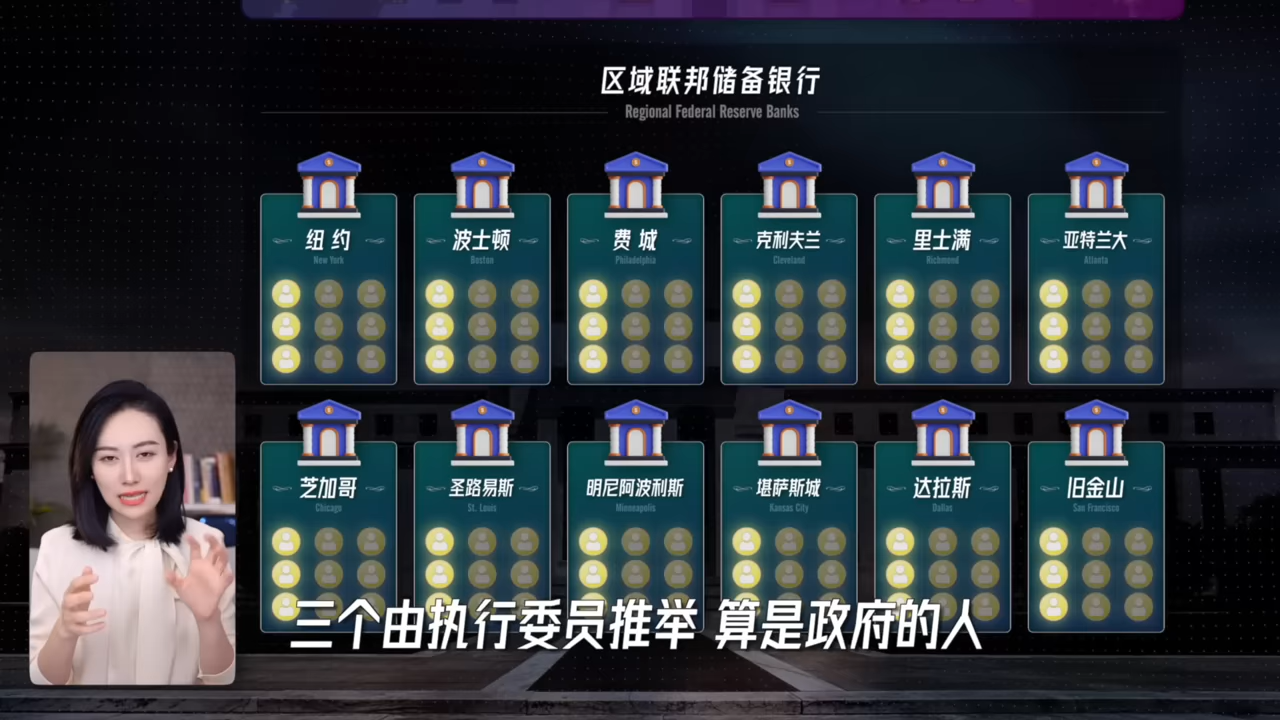 区域联邦储备银行
Regional Federal Reserve Banks
纽约
New York
波士顿
Boston
费城
Philadelphia
克利夫兰
Cleveland
里士满
Richmond
亚特兰大
Atlanta
芝加哥
Chicago
圣路易斯
St. Louis
明尼阿波利斯
Minneapolis
堪萨斯城
Kansas City
达拉斯
Dallas
旧金山
San Francisco
三个由执行委员推举 算是政府的人